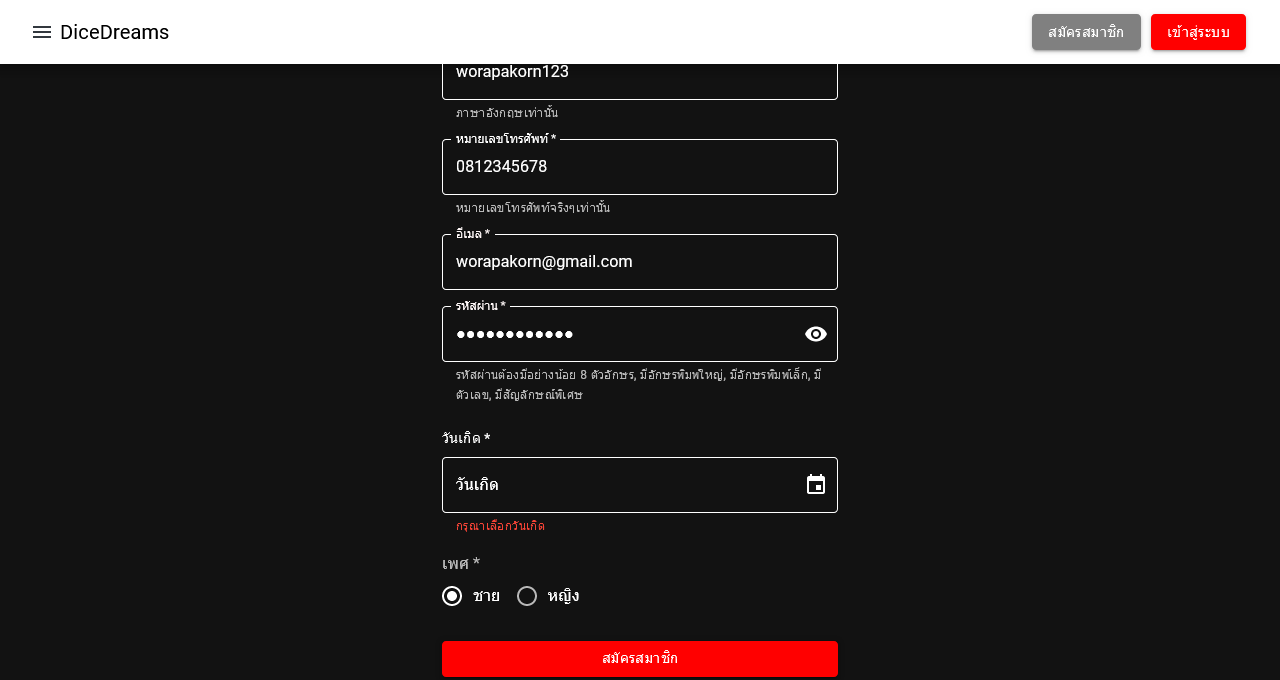 DiceDreams
สมัครสมาชิก
เข้าสู่ระบบ
worapakorn123
ภาษาอังกฤษเท่านั้น
หมายเลขโทรศัพท์ *
0812345678
หมายเลขโทรศัพท์จริงๆเท่านั้น
อีเมล *
worapakorn@gmail.com
รหัสผ่าน *
••••••••••••
รหัสผ่านต้องมีอย่างน้อย 8 ตัวอักษร, มีอักษรพิมพ์ใหญ่, มีอักษรพิมพ์เล็ก, มี
ตัวเลข, มีสัญลักษณ์พิเศษ
วันเกิด *
วันเกิด
กรุณาเลือกวันเกิด
เพศ *
ชาย
หญิง
สมัครสมาชิก